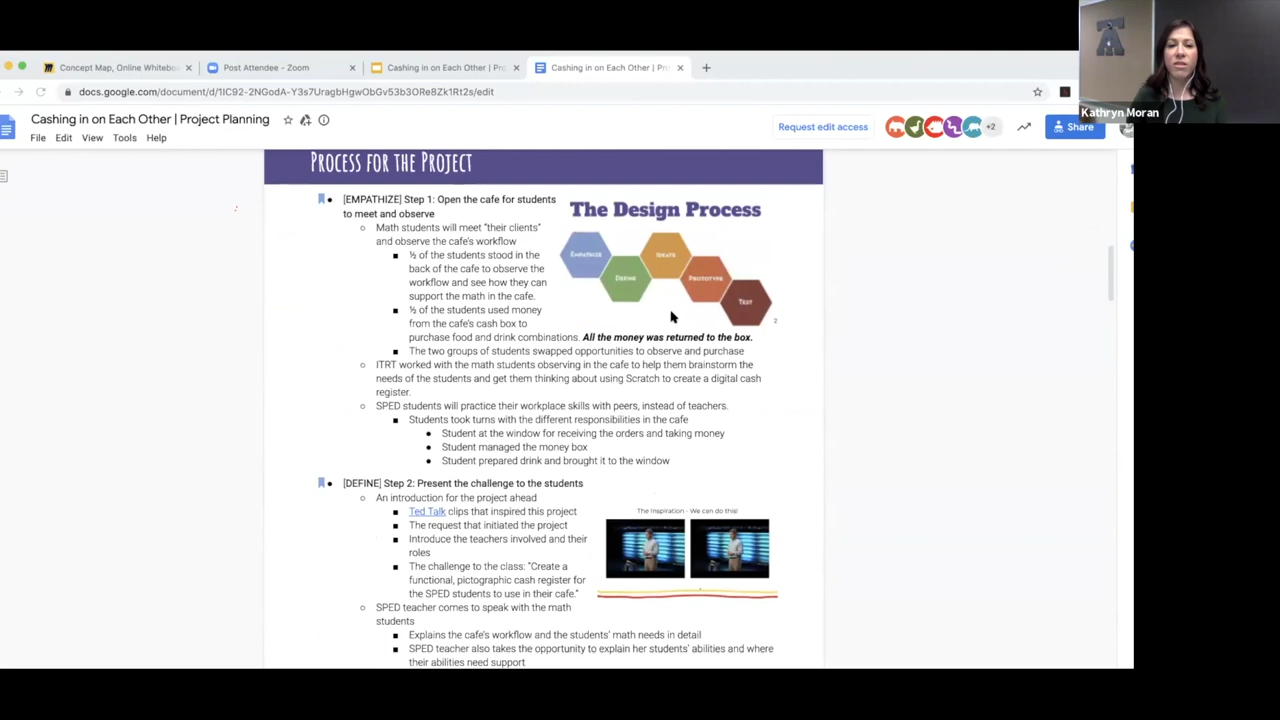 Concept Map, Online Whitebo
Post Attendee - Zoom
Cashing in on Each Other | Pro
Cashing in on Each Other | Pro
docs.google.com/document/d/1IC92-2NGodA-Y3s7UragbHgwObGv53b3ORe8Zk1Rt2s/edit
Kathryn Moran
Cashing in on Each Other | Project Planning
File Edit View Tools Help
Request edit access
+2
Share
Process for the Project
[EMPATHIZE] Step 1: Open the cafe for students
to meet and observe
Math students will meet "their clients"
and observe the cafe's workflow
½ of the students stood in the
back of the cafe to observe the
workflow and see how they can
support the math in the cafe.
½ of the students used money
from the cafe's cash box to
purchase food and drink combinations. All the money was returned to the box.
The two groups of students swapped opportunities to observe and purchase
The Design Process
Empathize
Define
Ideate
Prototype
Test
2
ITRT worked with the math students observing in the cafe to help them brainstorm the
needs of the students and get them thinking about using Scratch to create a digital cash
register.
SPED students will practice their workplace skills with peers, instead of teachers.
Students took turns with the different responsibilities in the cafe
Student at the window for receiving the orders and taking money
Student managed the money box
Student prepared drink and brought it to the window
[DEFINE] Step 2: Present the challenge to the students
An introduction for the project ahead
Ted Talk clips that inspired this project
The request that initiated the project
Introduce the teachers involved and their
roles
The challenge to the class: "Create a
functional, pictographic cash register for
the SPED students to use in their cafe."
The Inspiration - We can do this!
SPED teacher comes to speak with the math
students
Explains the cafe's workflow and the students' math needs in detail
SPED teacher also takes the opportunity to explain her students' abilities and where
their abilities need support